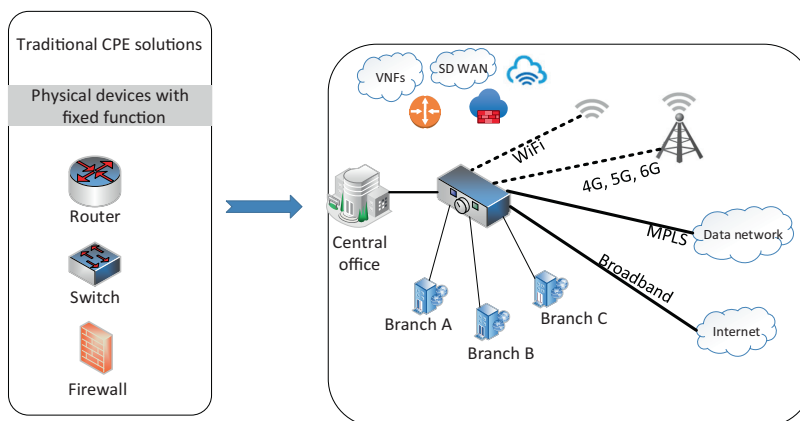 Traditional CPE solutions
Physical devices with
fixed function
Router
Switch
Firewall
VNFs
SD WAN
WiFi
4G, 5G, 6G
MPLS
Data network
Broadband
Internet
Central
office
Branch A
Branch B
Branch C